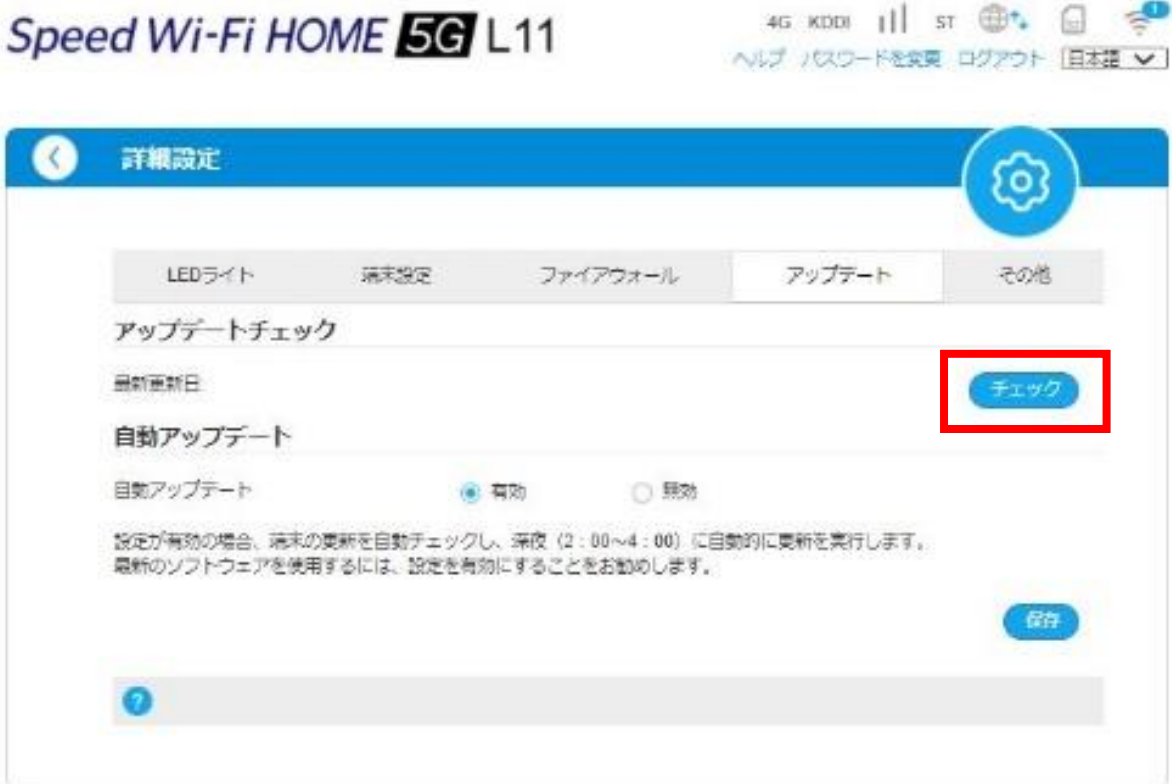 Speed Wi-Fi HOME 5G L11
4G KDDI ST 1
ヘルプ パスワードを変更 ログアウト 日本語
詳細設定
LEDライト 端末設定 ファイアウォール アップデート その他
アップデートチェック
最新更新日
チェック
自動アップデート
自動アップデート 有効 無効
設定が有効の場合、端末の更新を自動チェックし、深夜（2：00～4：00）に自動的に更新を実行します。
最新のソフトウェアを使用するには、設定を有効にすることをお勧めします。
保存
?